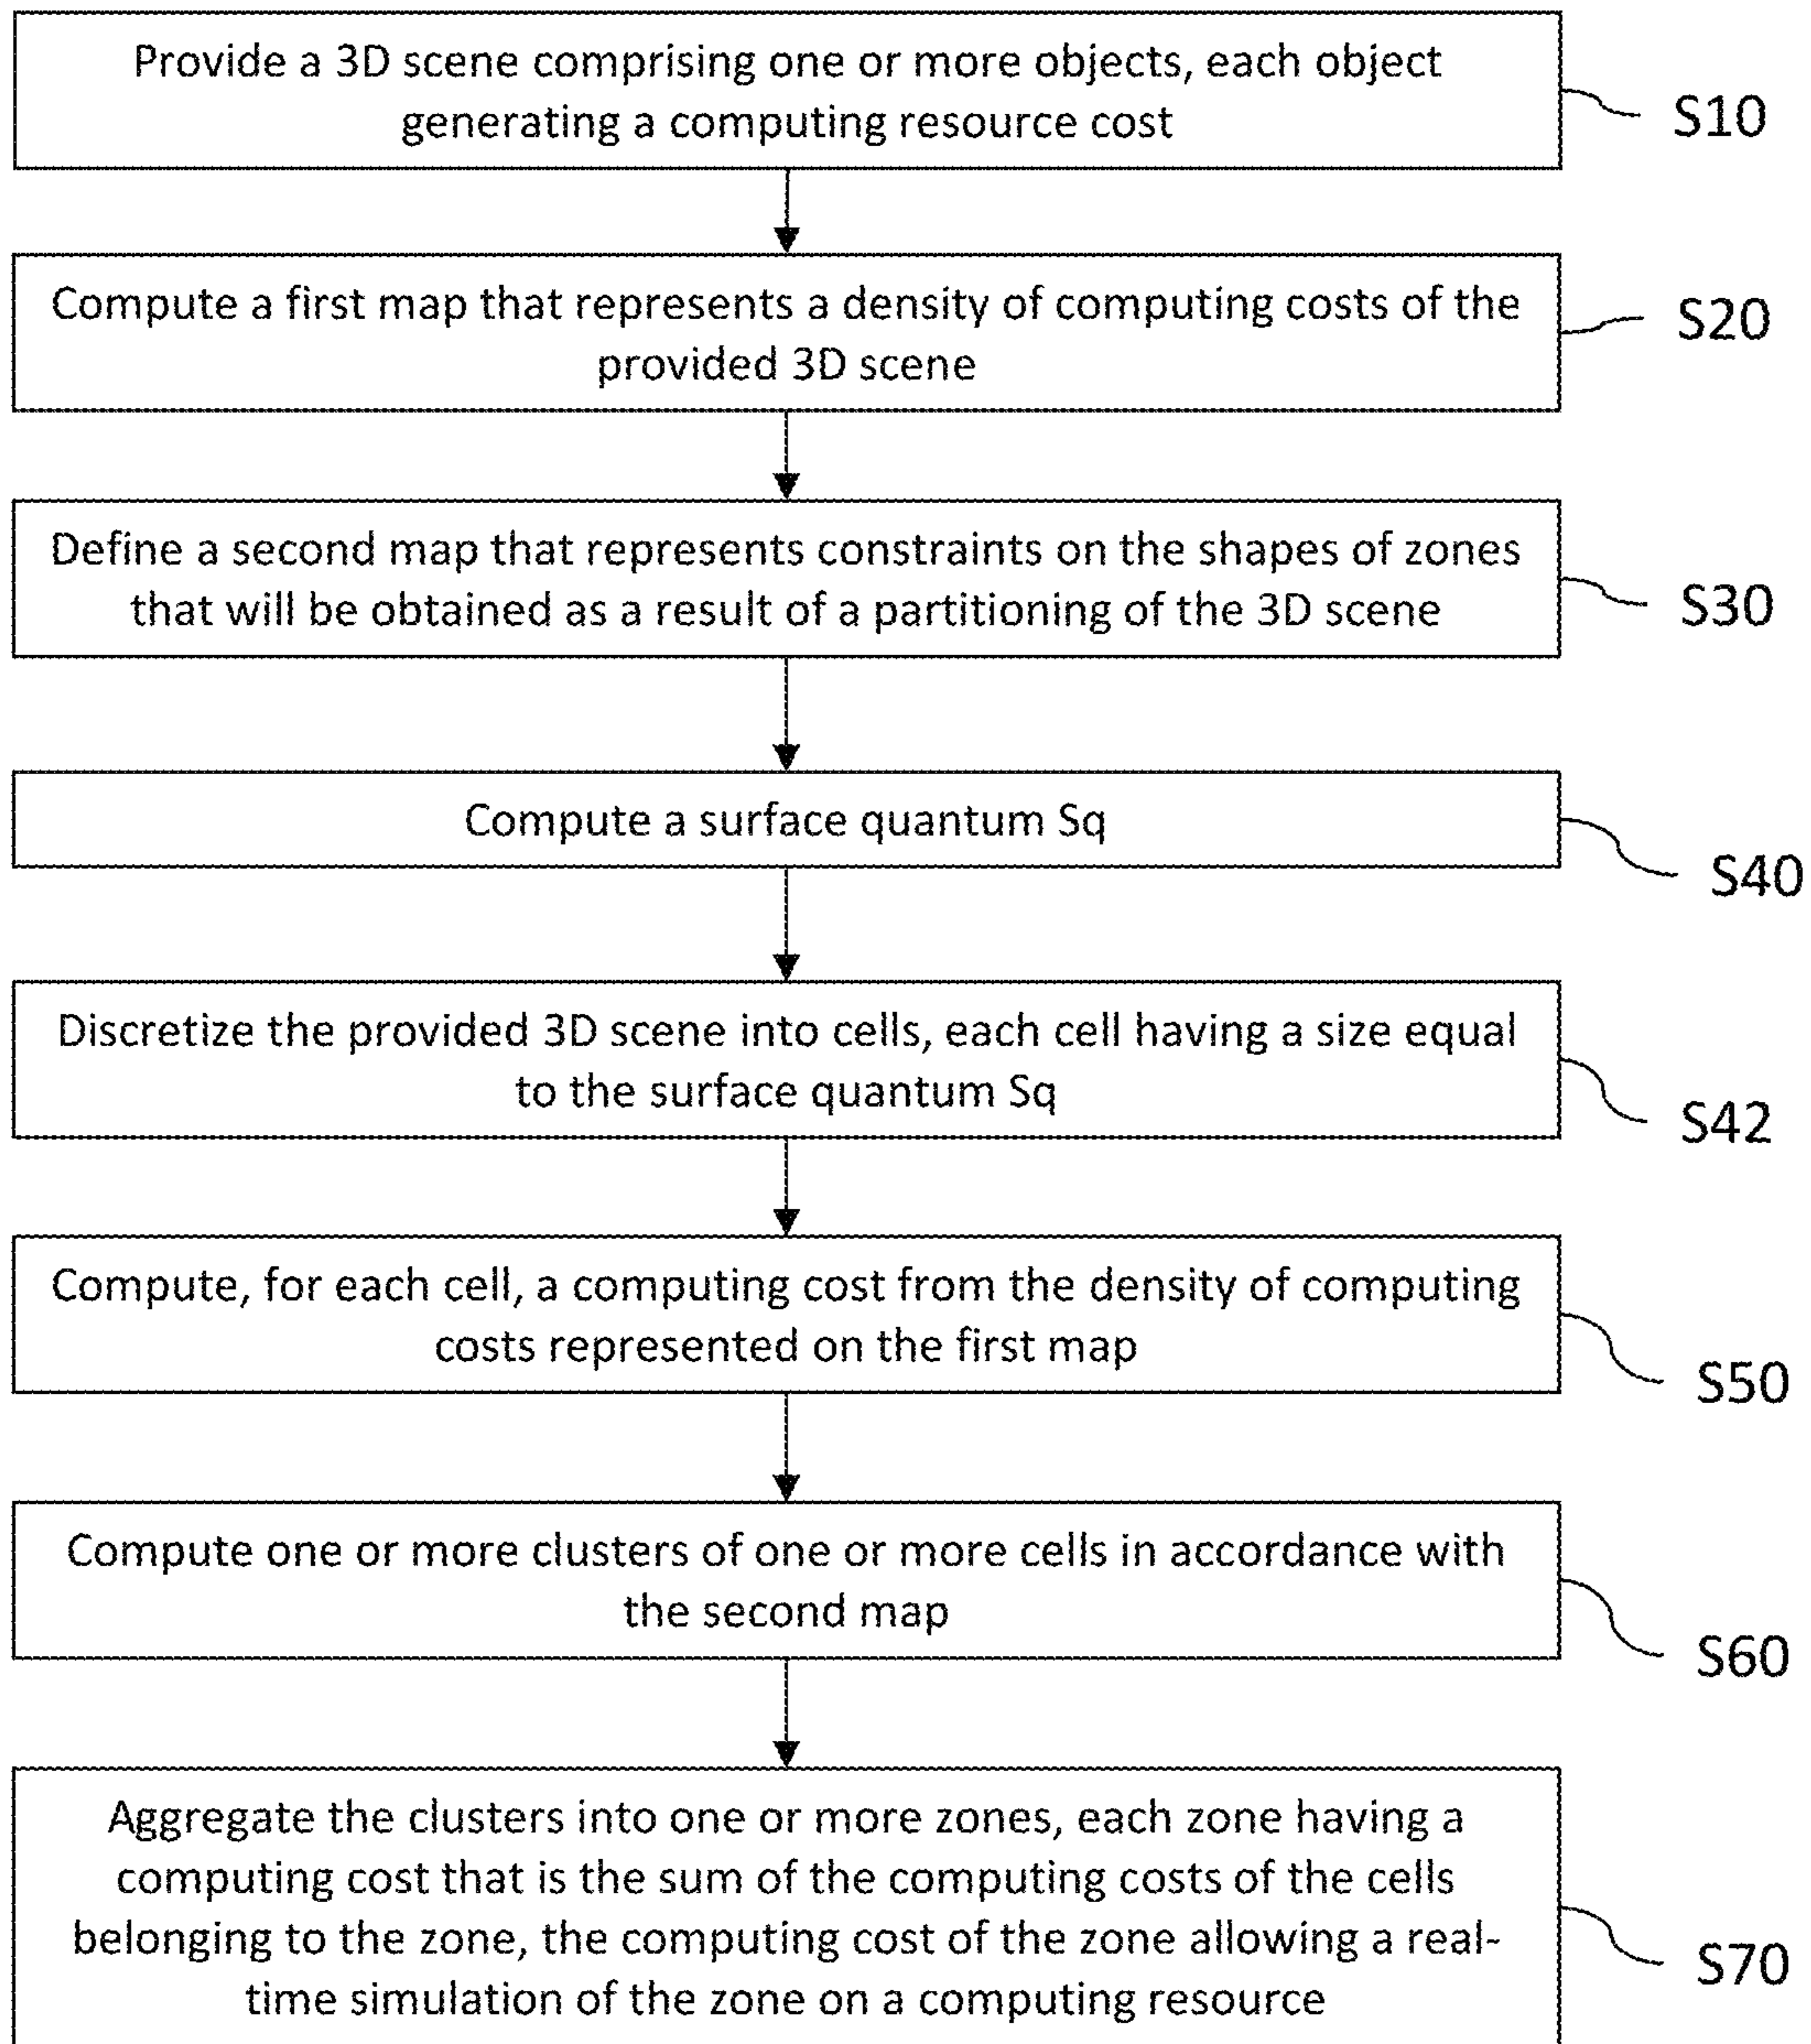 Provide a 3D scene comprising one or more objects, each object
generating a computing resource cost
S10
Compute a first map that represents a density of computing costs of the
provided 3D scene
S20
Define a second map that represents constraints on the shapes of zones
that will be obtained as a result of a partitioning of the 3D scene
S30
Compute a surface quantum Sq
S40
Discretize the provided 3D scene into cells, each cell having a size equal
to the surface quantum Sq
S42
Compute, for each cell, a computing cost from the density of computing
costs represented on the first map
S50
Compute one or more clusters of one or more cells in accordance with
the second map
S60
Aggregate the clusters into one or more zones, each zone having a
computing cost that is the sum of the computing costs of the cells
belonging to the zone, the computing cost of the zone allowing a real-
time simulation of the zone on a computing resource
S70